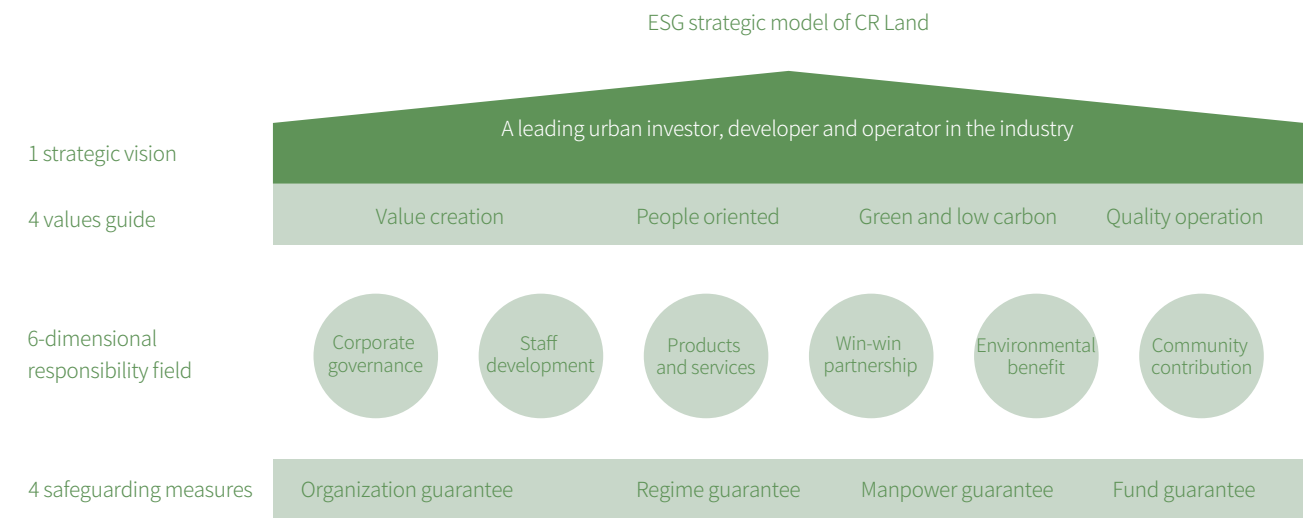 ESG strategic model of CR Land
A leading urban investor, developer and operator in the industry
1 strategic vision
4 values guide
Value creation
People oriented
Green and low carbon
Quality operation
6-dimensional
responsibility field
Corporate
governance
Staff
development
Products
and services
Win-win
partnership
Environmental
benefit
Community
contribution
4 safeguarding measures
Organization guarantee
Regime guarantee
Manpower guarantee
Fund guarantee